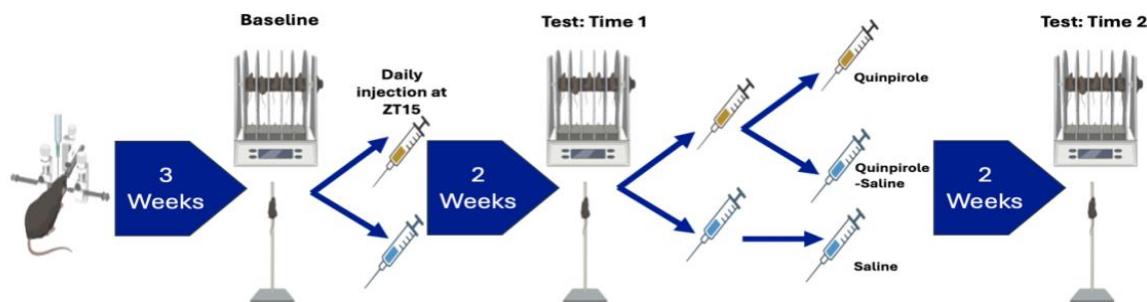 Baseline
Test: Time 1
Test: Time 2
Daily
injection at
ZT15
Quinpirole
3
Weeks
2
Weeks
Quinpirole
-Saline
2
Weeks
Saline